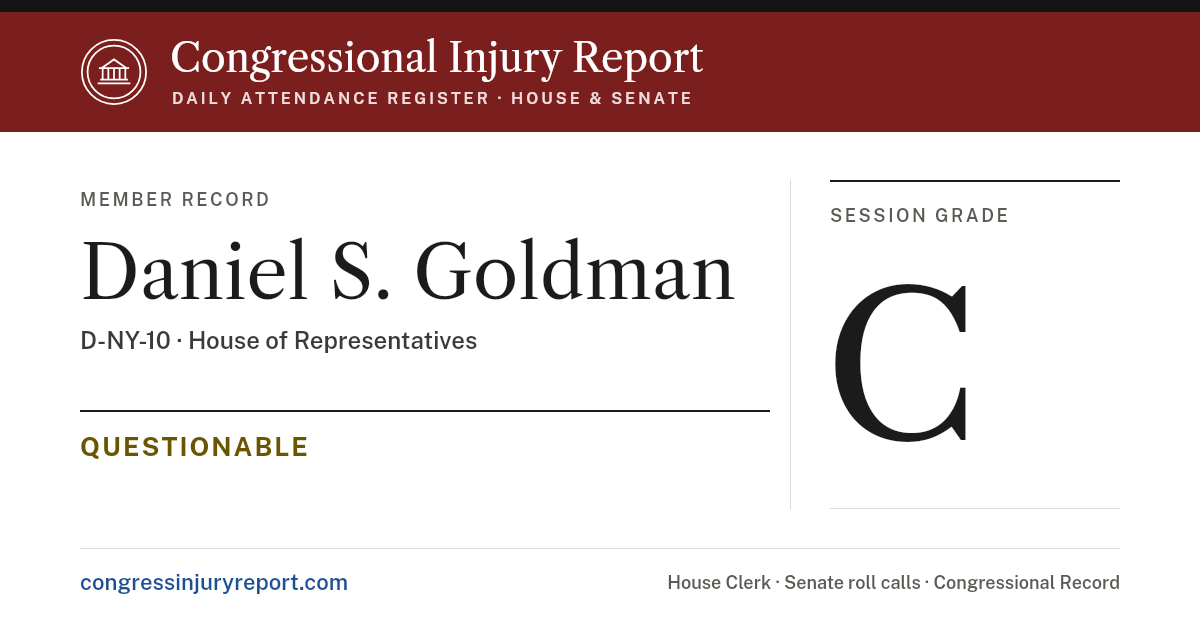 Congressional Injury Report
DAILY ATTENDANCE REGISTER · HOUSE & SENATE
MEMBER RECORD
Daniel S. Goldman
D-NY-10 · House of Representatives
QUESTIONABLE
SESSION GRADE
C
congressinjuryreport.com
House Clerk · Senate roll calls · Congressional Record